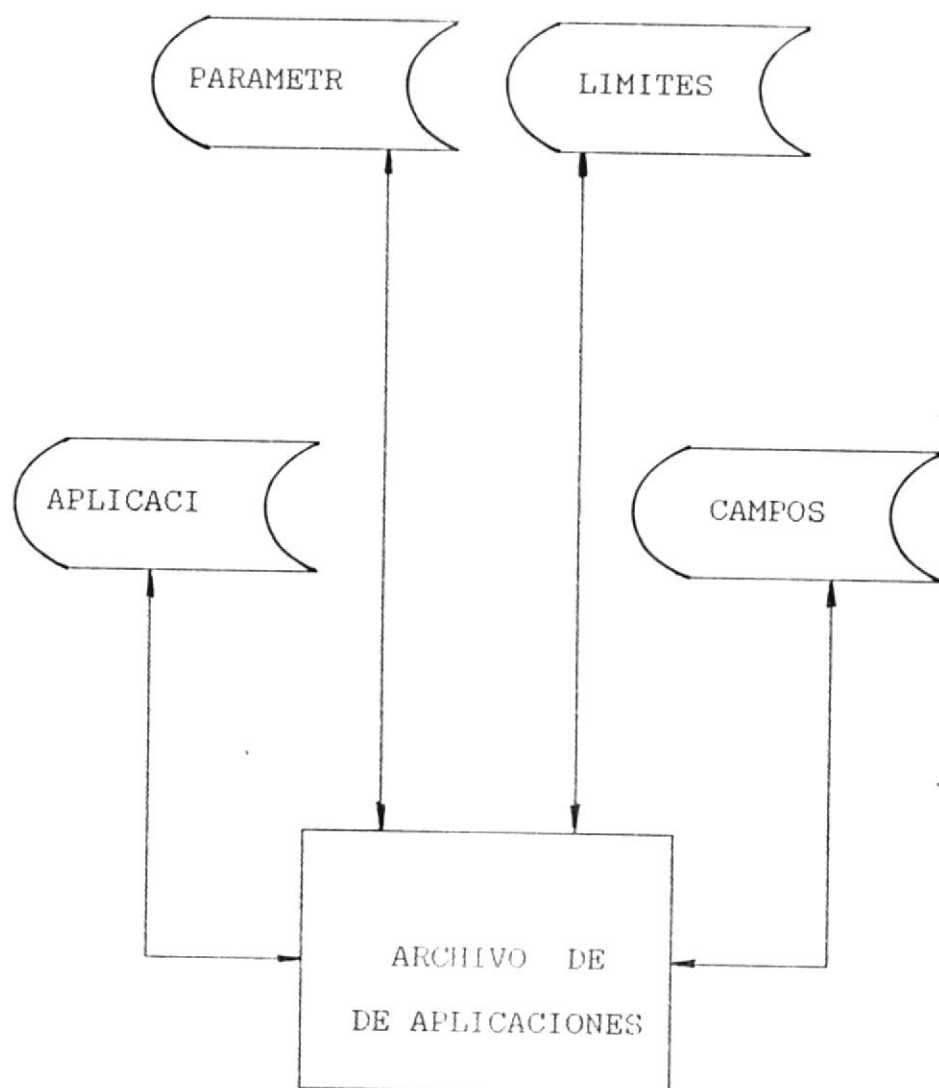 PARAMETR
LIMITES
APLICACI
CAMPOS
ARCHIVO DE
DE APLICACIONES